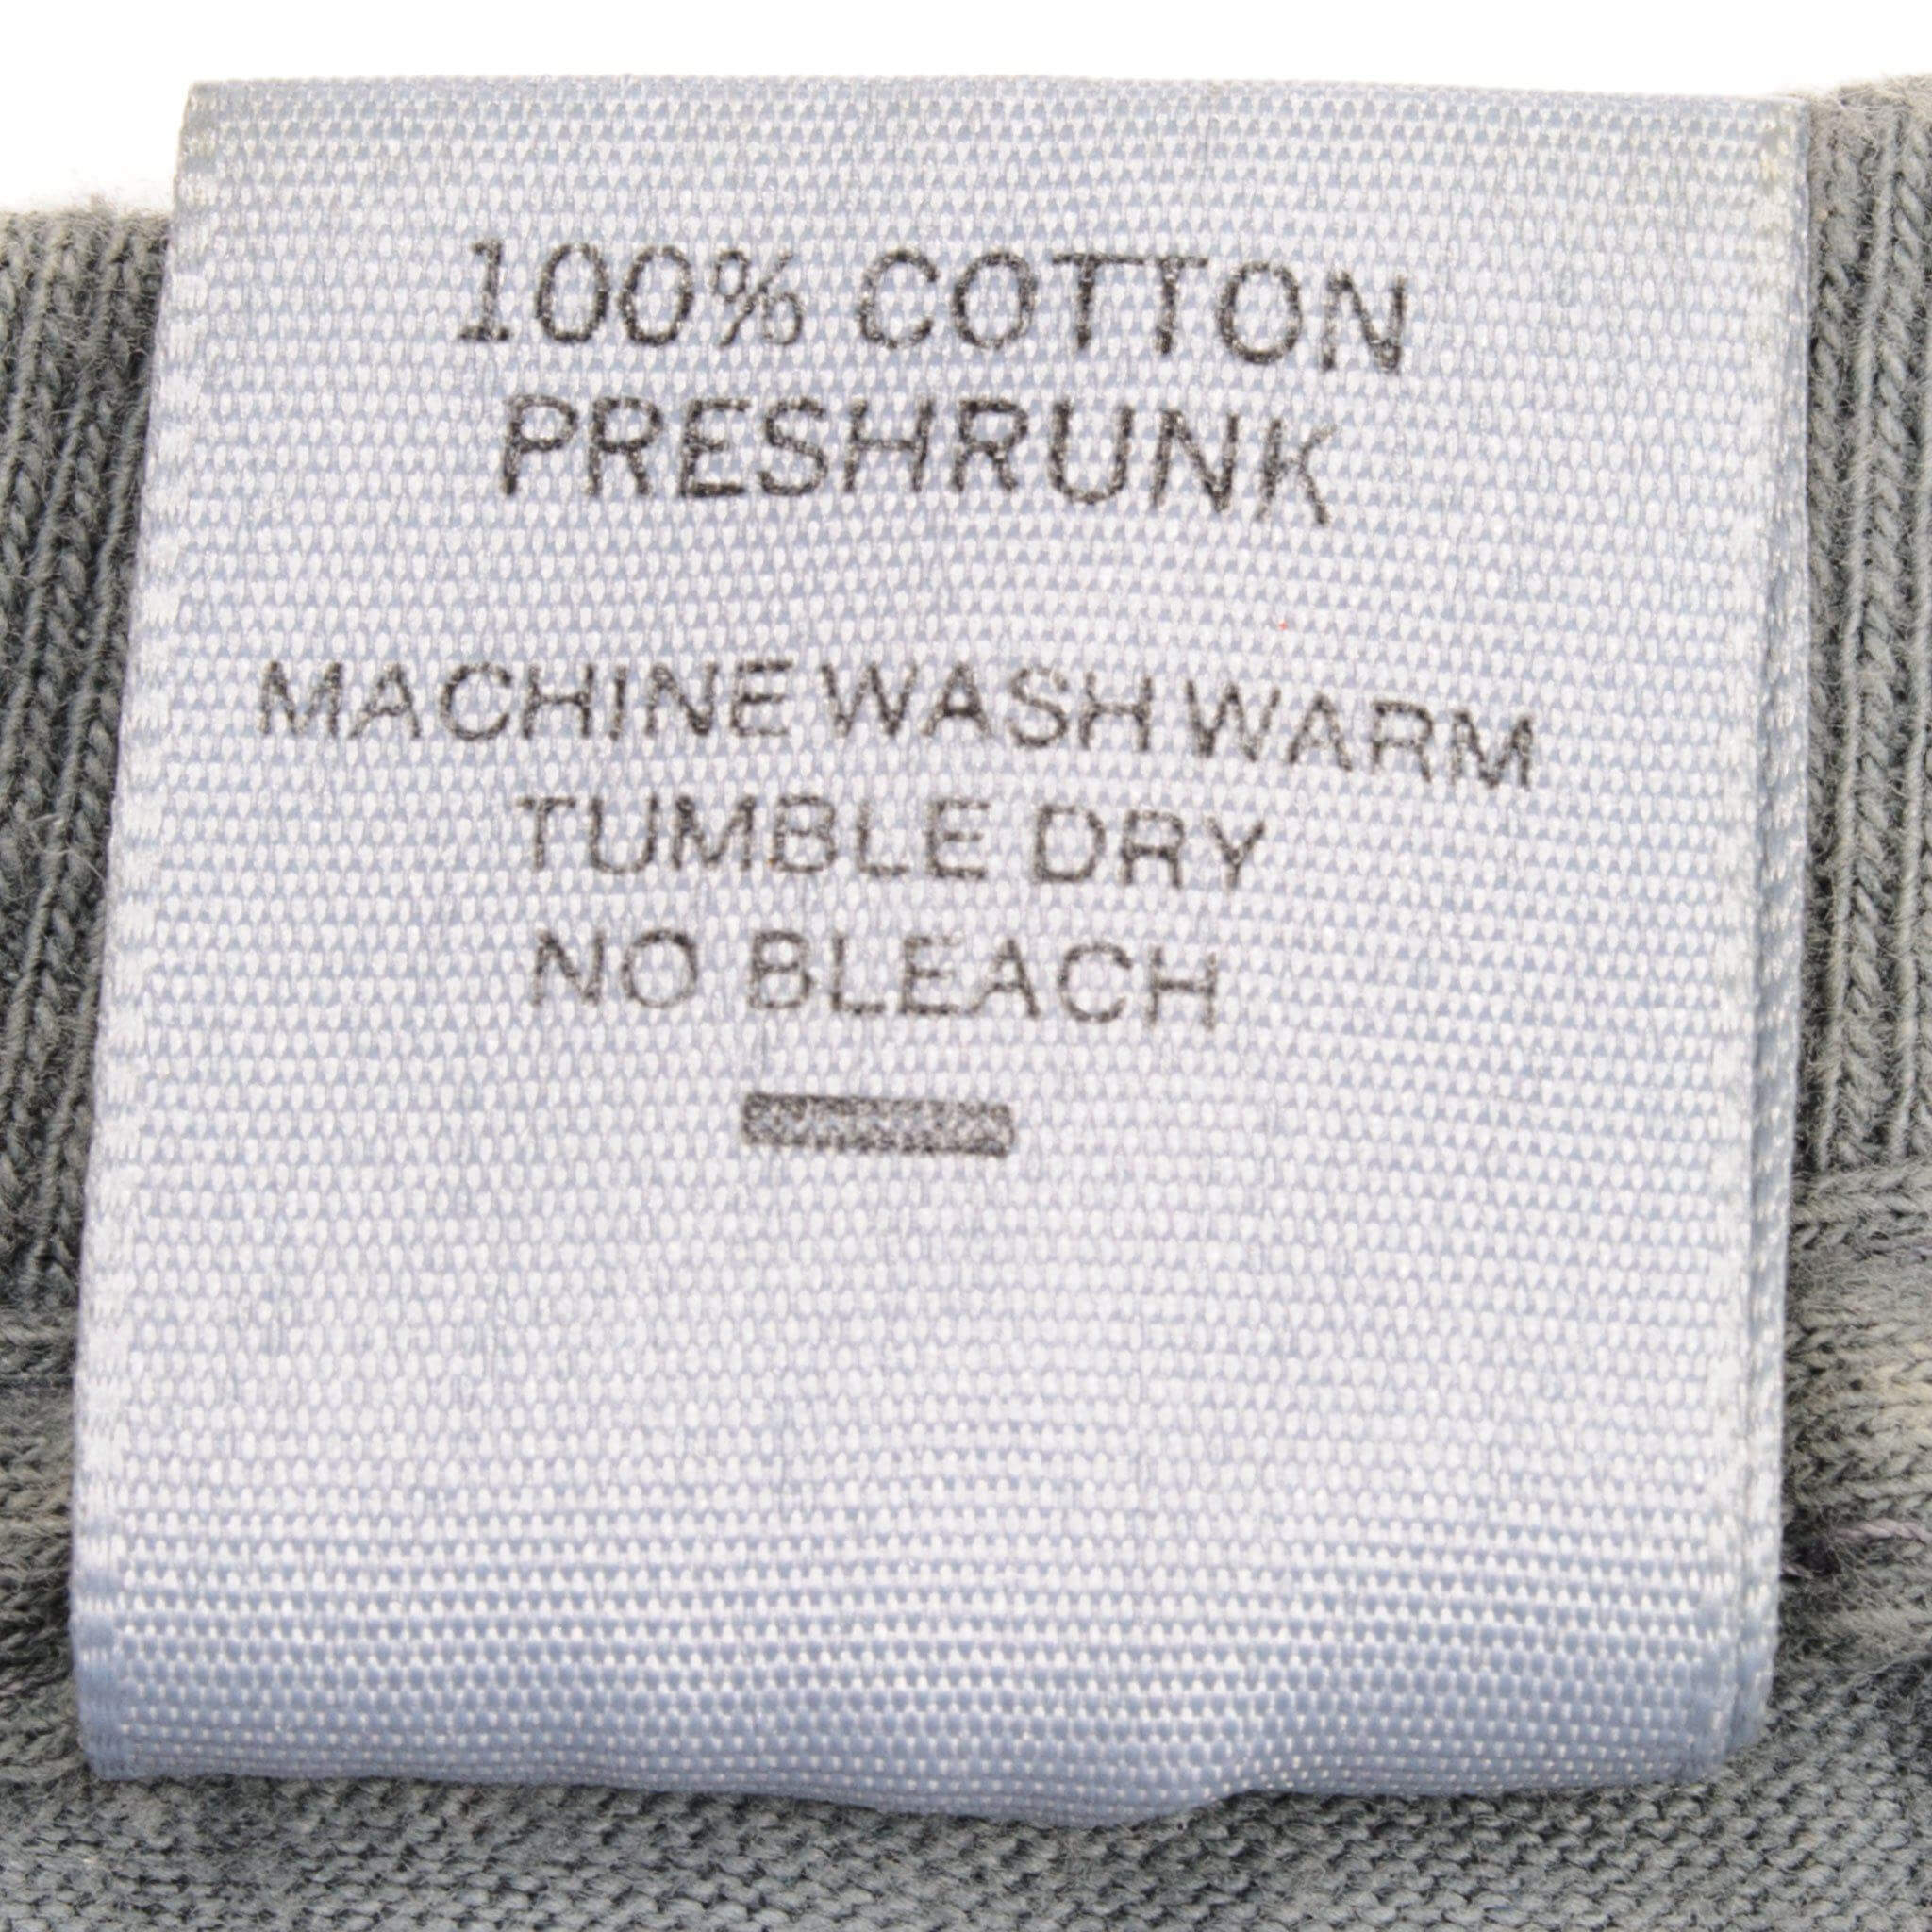 100% COTTON
PRESHRUNK
MACHINE WASH WARM
TUMBLE DRY
NO BLEACH